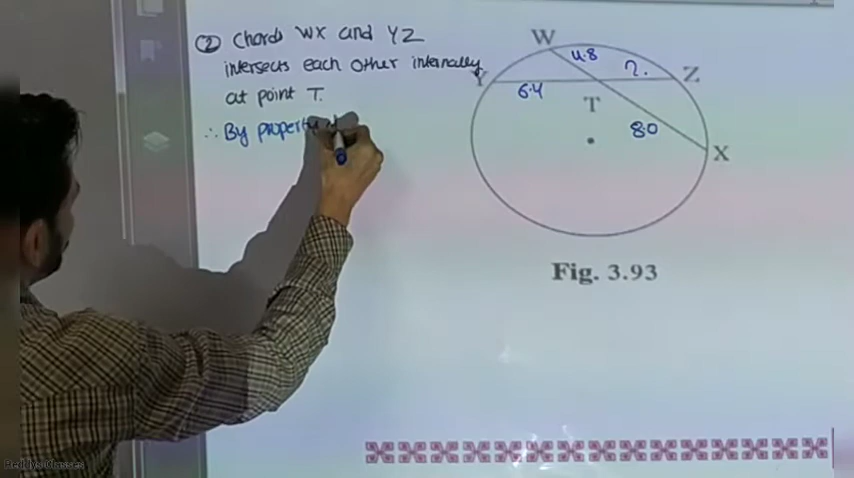 ② Chords WX and YZ
intersects each other internally
at point T.
∴ By property
W
4.8
?.
Y
Z
6.4
T
80
X
Fig. 3.93